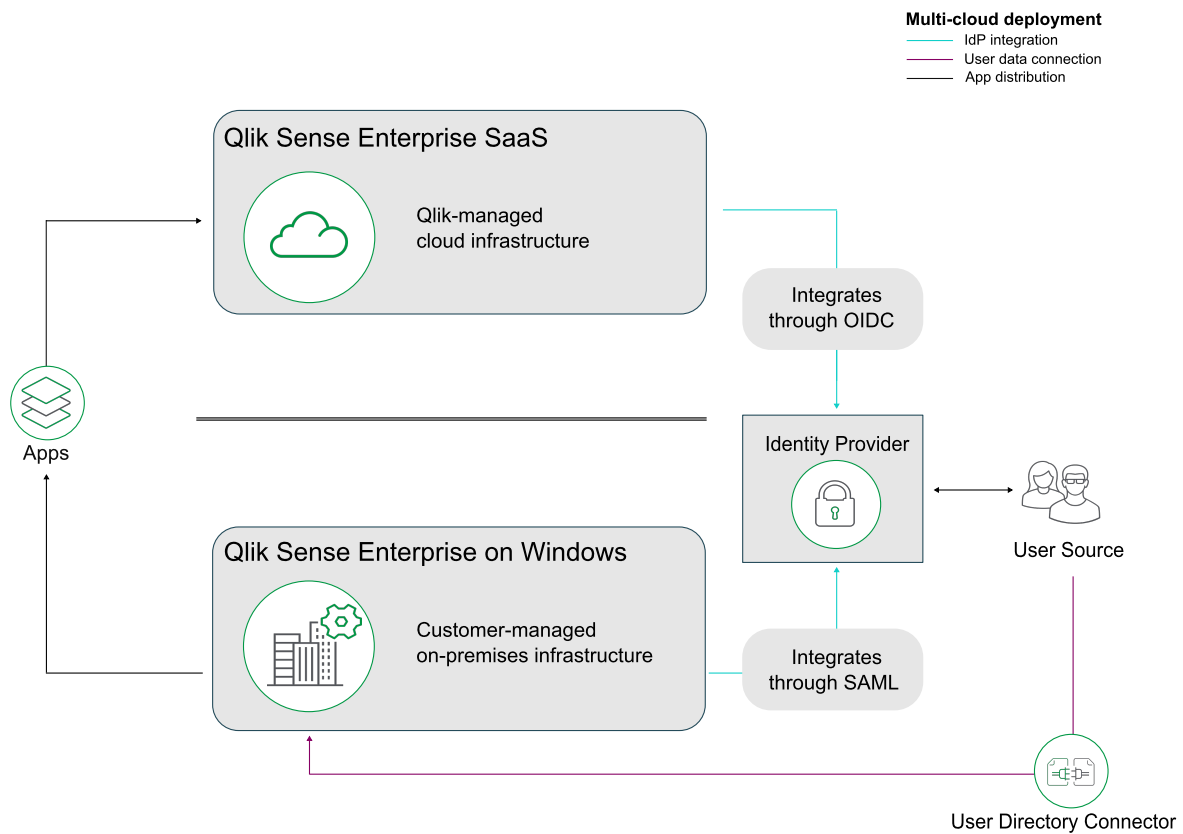 Multi-cloud deployment
IdP integration
User data connection
App distribution
Qlik Sense Enterprise SaaS
Qlik-managed
cloud infrastructure
Integrates
through OIDC
Apps
Identity Provider
User Source
Qlik Sense Enterprise on Windows
Customer-managed
on-premises infrastructure
Integrates
through SAML
User Directory Connector